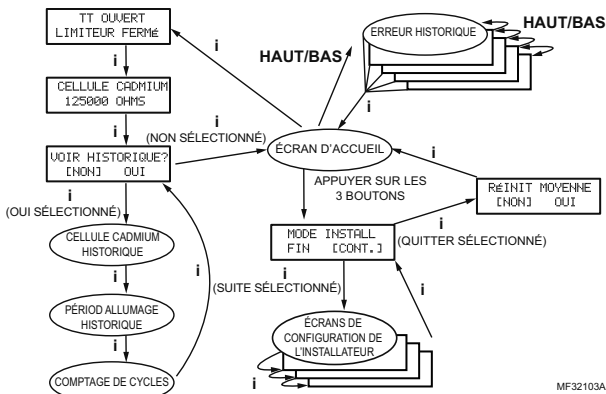 TT OUVERT
LIMITEUR FERMé
i
CELLULE CADMIUM
125000 OHMS
i
VOIR HISTORIQUE?
[NON] OUI
i
(OUI SÉLECTIONNÉ)
CELLULE CADMIUM
HISTORIQUE
i
PÉRIOD ALLUMAGE
HISTORIQUE
i
COMPTAGE DE CYCLES
i
i
i
(NON SÉLECTIONNÉ)
HAUT/BAS
ERREUR HISTORIQUE
HAUT/BAS
i
ÉCRAN D'ACCUEIL
APPUYER SUR LES
3 BOUTONS
i
RéINIT MOYENNE
[NON] OUI
MODE INSTALL
FIN [CONT.]
i
(QUITTER SÉLECTIONNÉ)
i
(SUITE SÉLECTIONNÉ)
i
ÉCRANS DE
CONFIGURATION DE
L'INSTALLATEUR
i
MF32103A